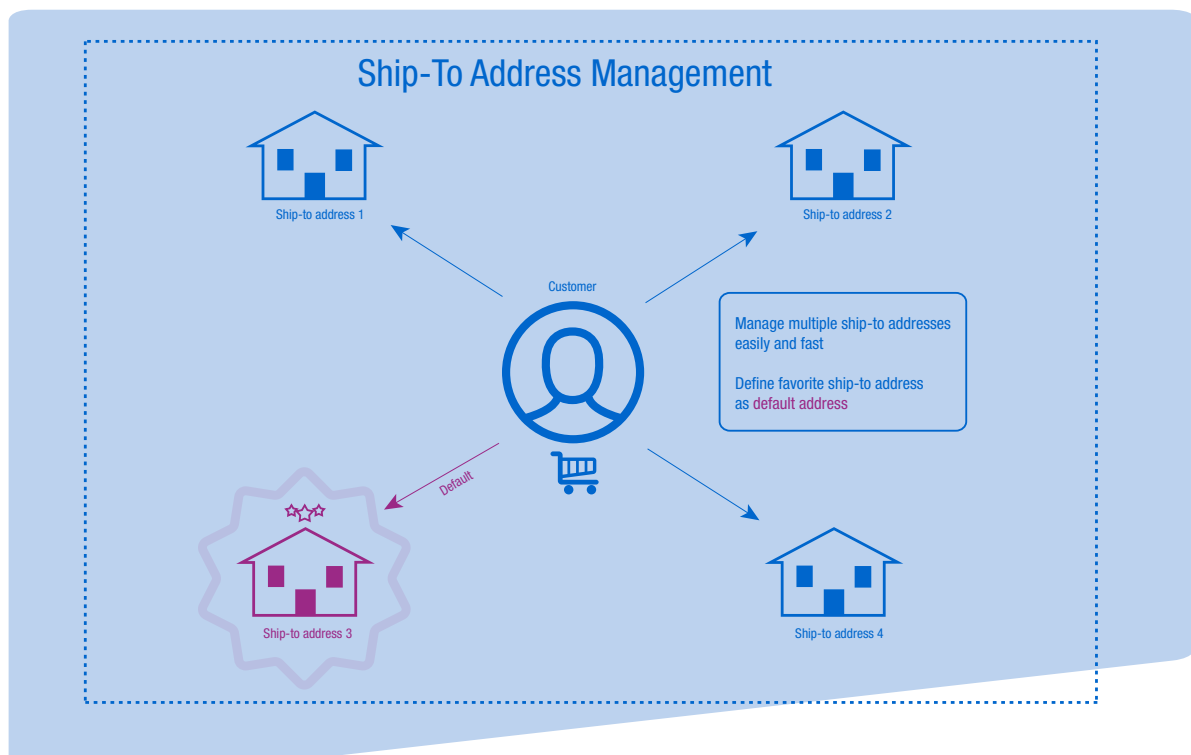 Ship-To Address Management
Ship-to address 1
Ship-to address 2
Customer
Manage multiple ship-to addresses
easily and fast
Define favorite ship-to address
as default address
Default
Ship-to address 3
Ship-to address 4